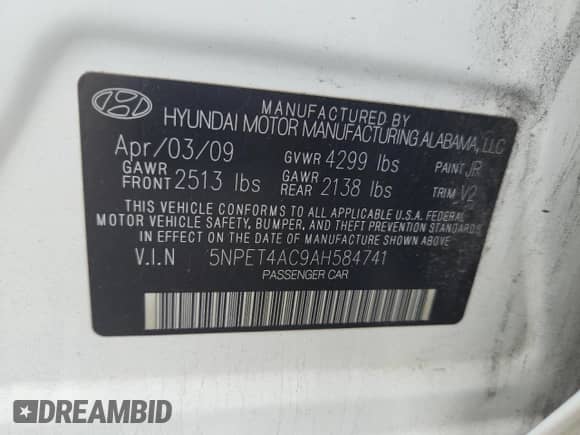 MANUFACTURED BY
HYUNDAI MOTOR MANUFACTURING ALABAMA, LLC
Apr/03/09 GVWR 4299 lbs PAINT JR
GAWR FRONT 2513 lbs GAWR REAR 2138 lbs TRIM V2
THIS VEHICLE CONFORMS TO ALL APPLICABLE U.S.A. FEDERAL
MOTOR VEHICLE SAFETY, BUMPER, AND THEFT PREVENTION STANDARDS
IN EFFECT ON THE DATE OF MANUFACTURE SHOWN ABOVE.
V.I.N 5NPET4AC9AH584741
PASSENGER CAR
DREAMBID